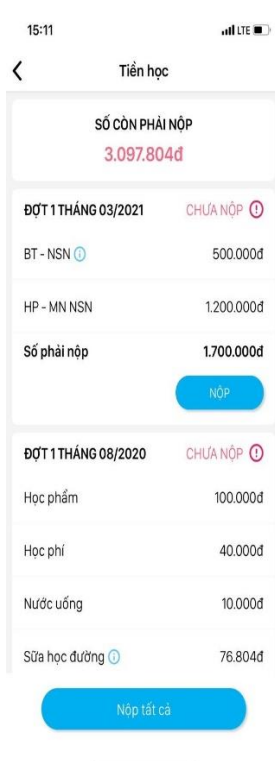 15:11 LTE
Tiền học
SỐ CÒN PHẢI NỘP
3.097.804đ
ĐỢT 1 THÁNG 03/2021 CHƯA NỘP
BT - NSN 500.000đ
HP - MN NSN 1.200.000đ
Số phải nộp 1.700.000đ
NỘP
ĐỢT 1 THÁNG 08/2020 CHƯA NỘP
Học phẩm 100.000đ
Học phí 40.000đ
Nước uống 10.000đ
Sữa học đường 76.804đ
Nộp tất cả